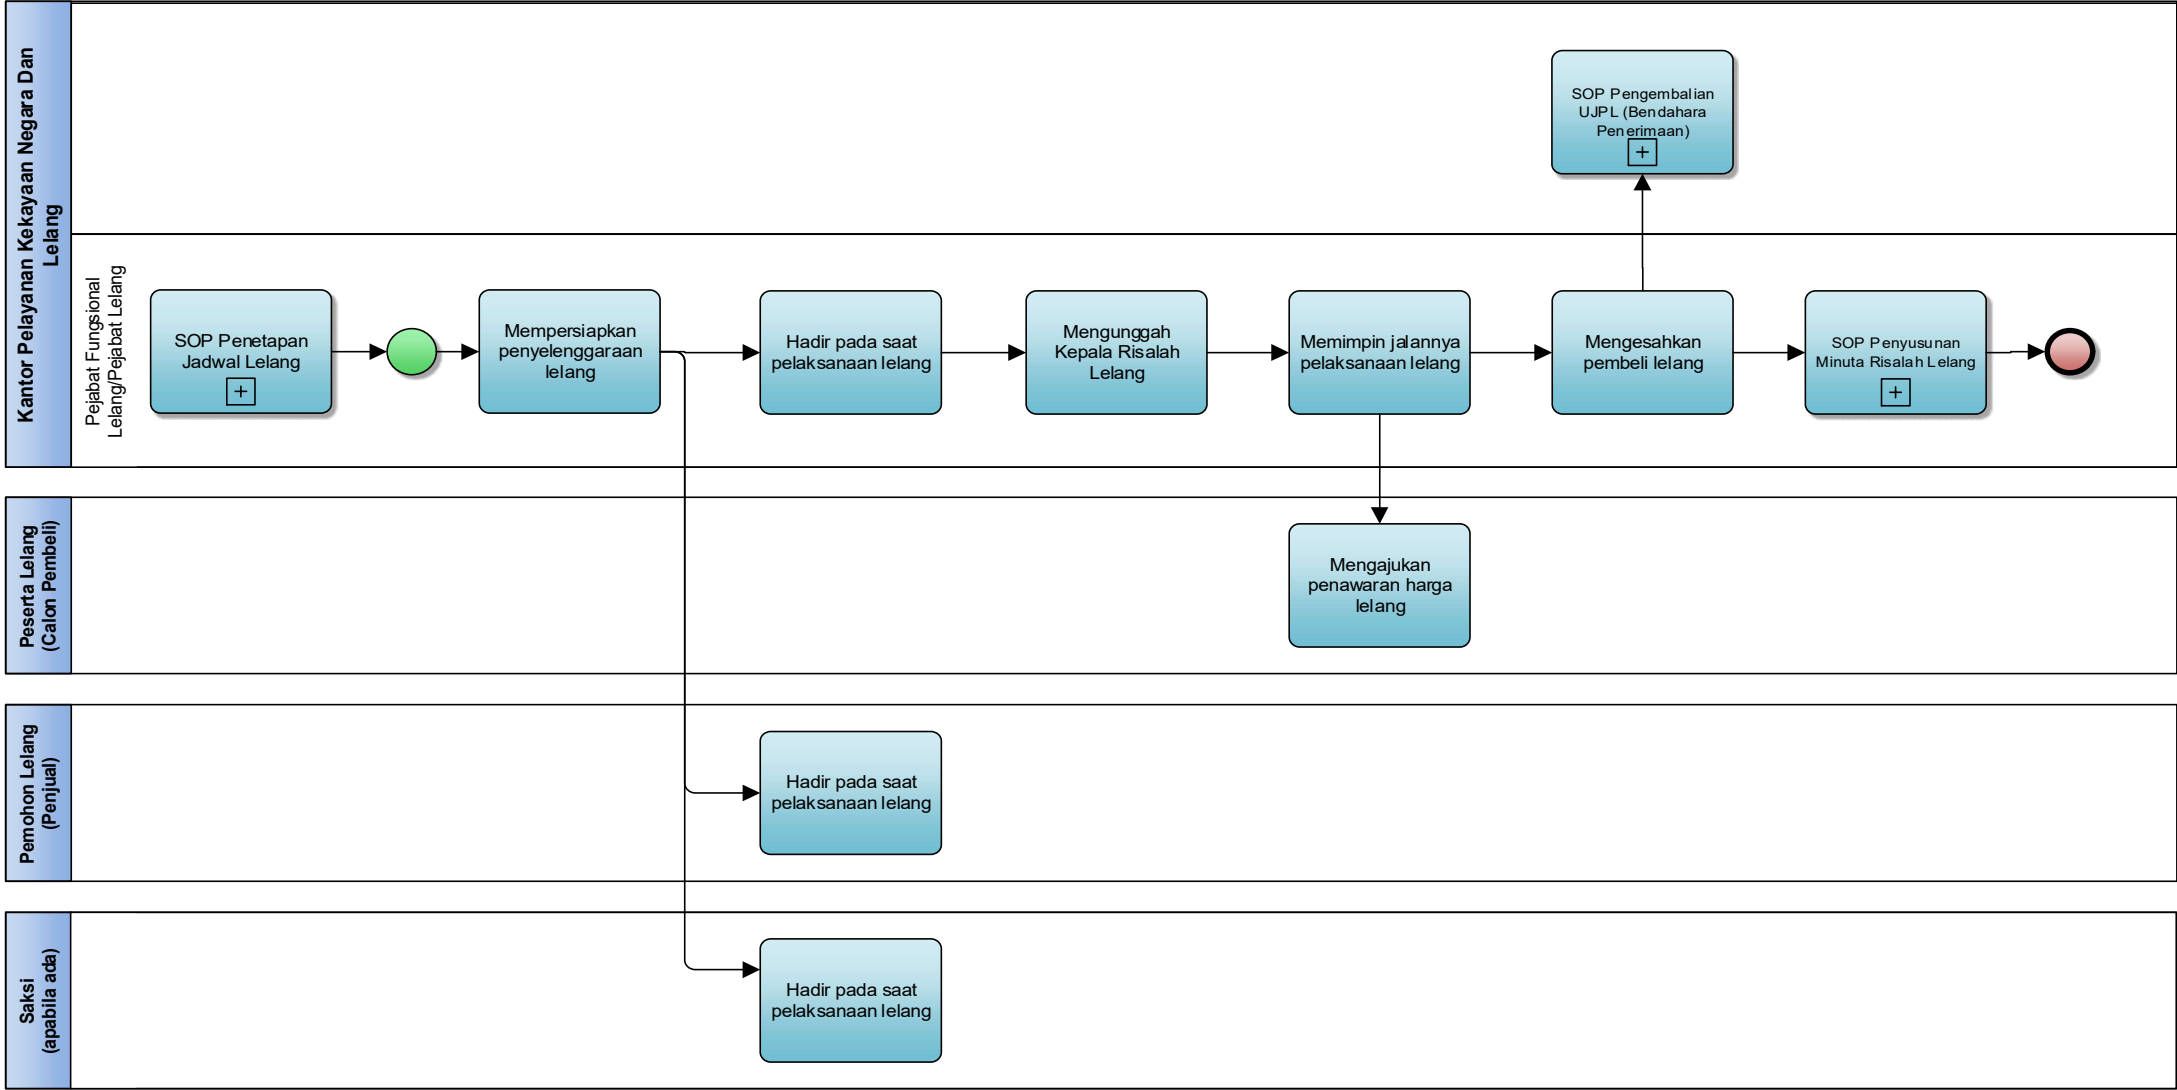 Kantor Pelayanan Kekayaan Negara Dan
Lelang
SOP Pengembalian
UJPL (Bendahara
Penerimaan)
Pejabat Fungsional
Lelang/Pejabat Lelang
SOP Penetapan
Jadwal Lelang
Mempersiapkan
penyelenggaraan
lelang
Hadir pada saat
pelaksanaan lelang
Mengunggah
Kepala Risalah
Lelang
Memimpin jalannya
pelaksanaan lelang
Mengesahkan
pembeli lelang
SOP Penyusunan
Minuta Risalah Lelang
Peserta Lelang
(Calon Pembeli)
Mengajukan
penawaran harga
lelang
Pemohon Lelang
(Penjual)
Hadir pada saat
pelaksanaan lelang
Saksi
(apabila ada)
Hadir pada saat
pelaksanaan lelang